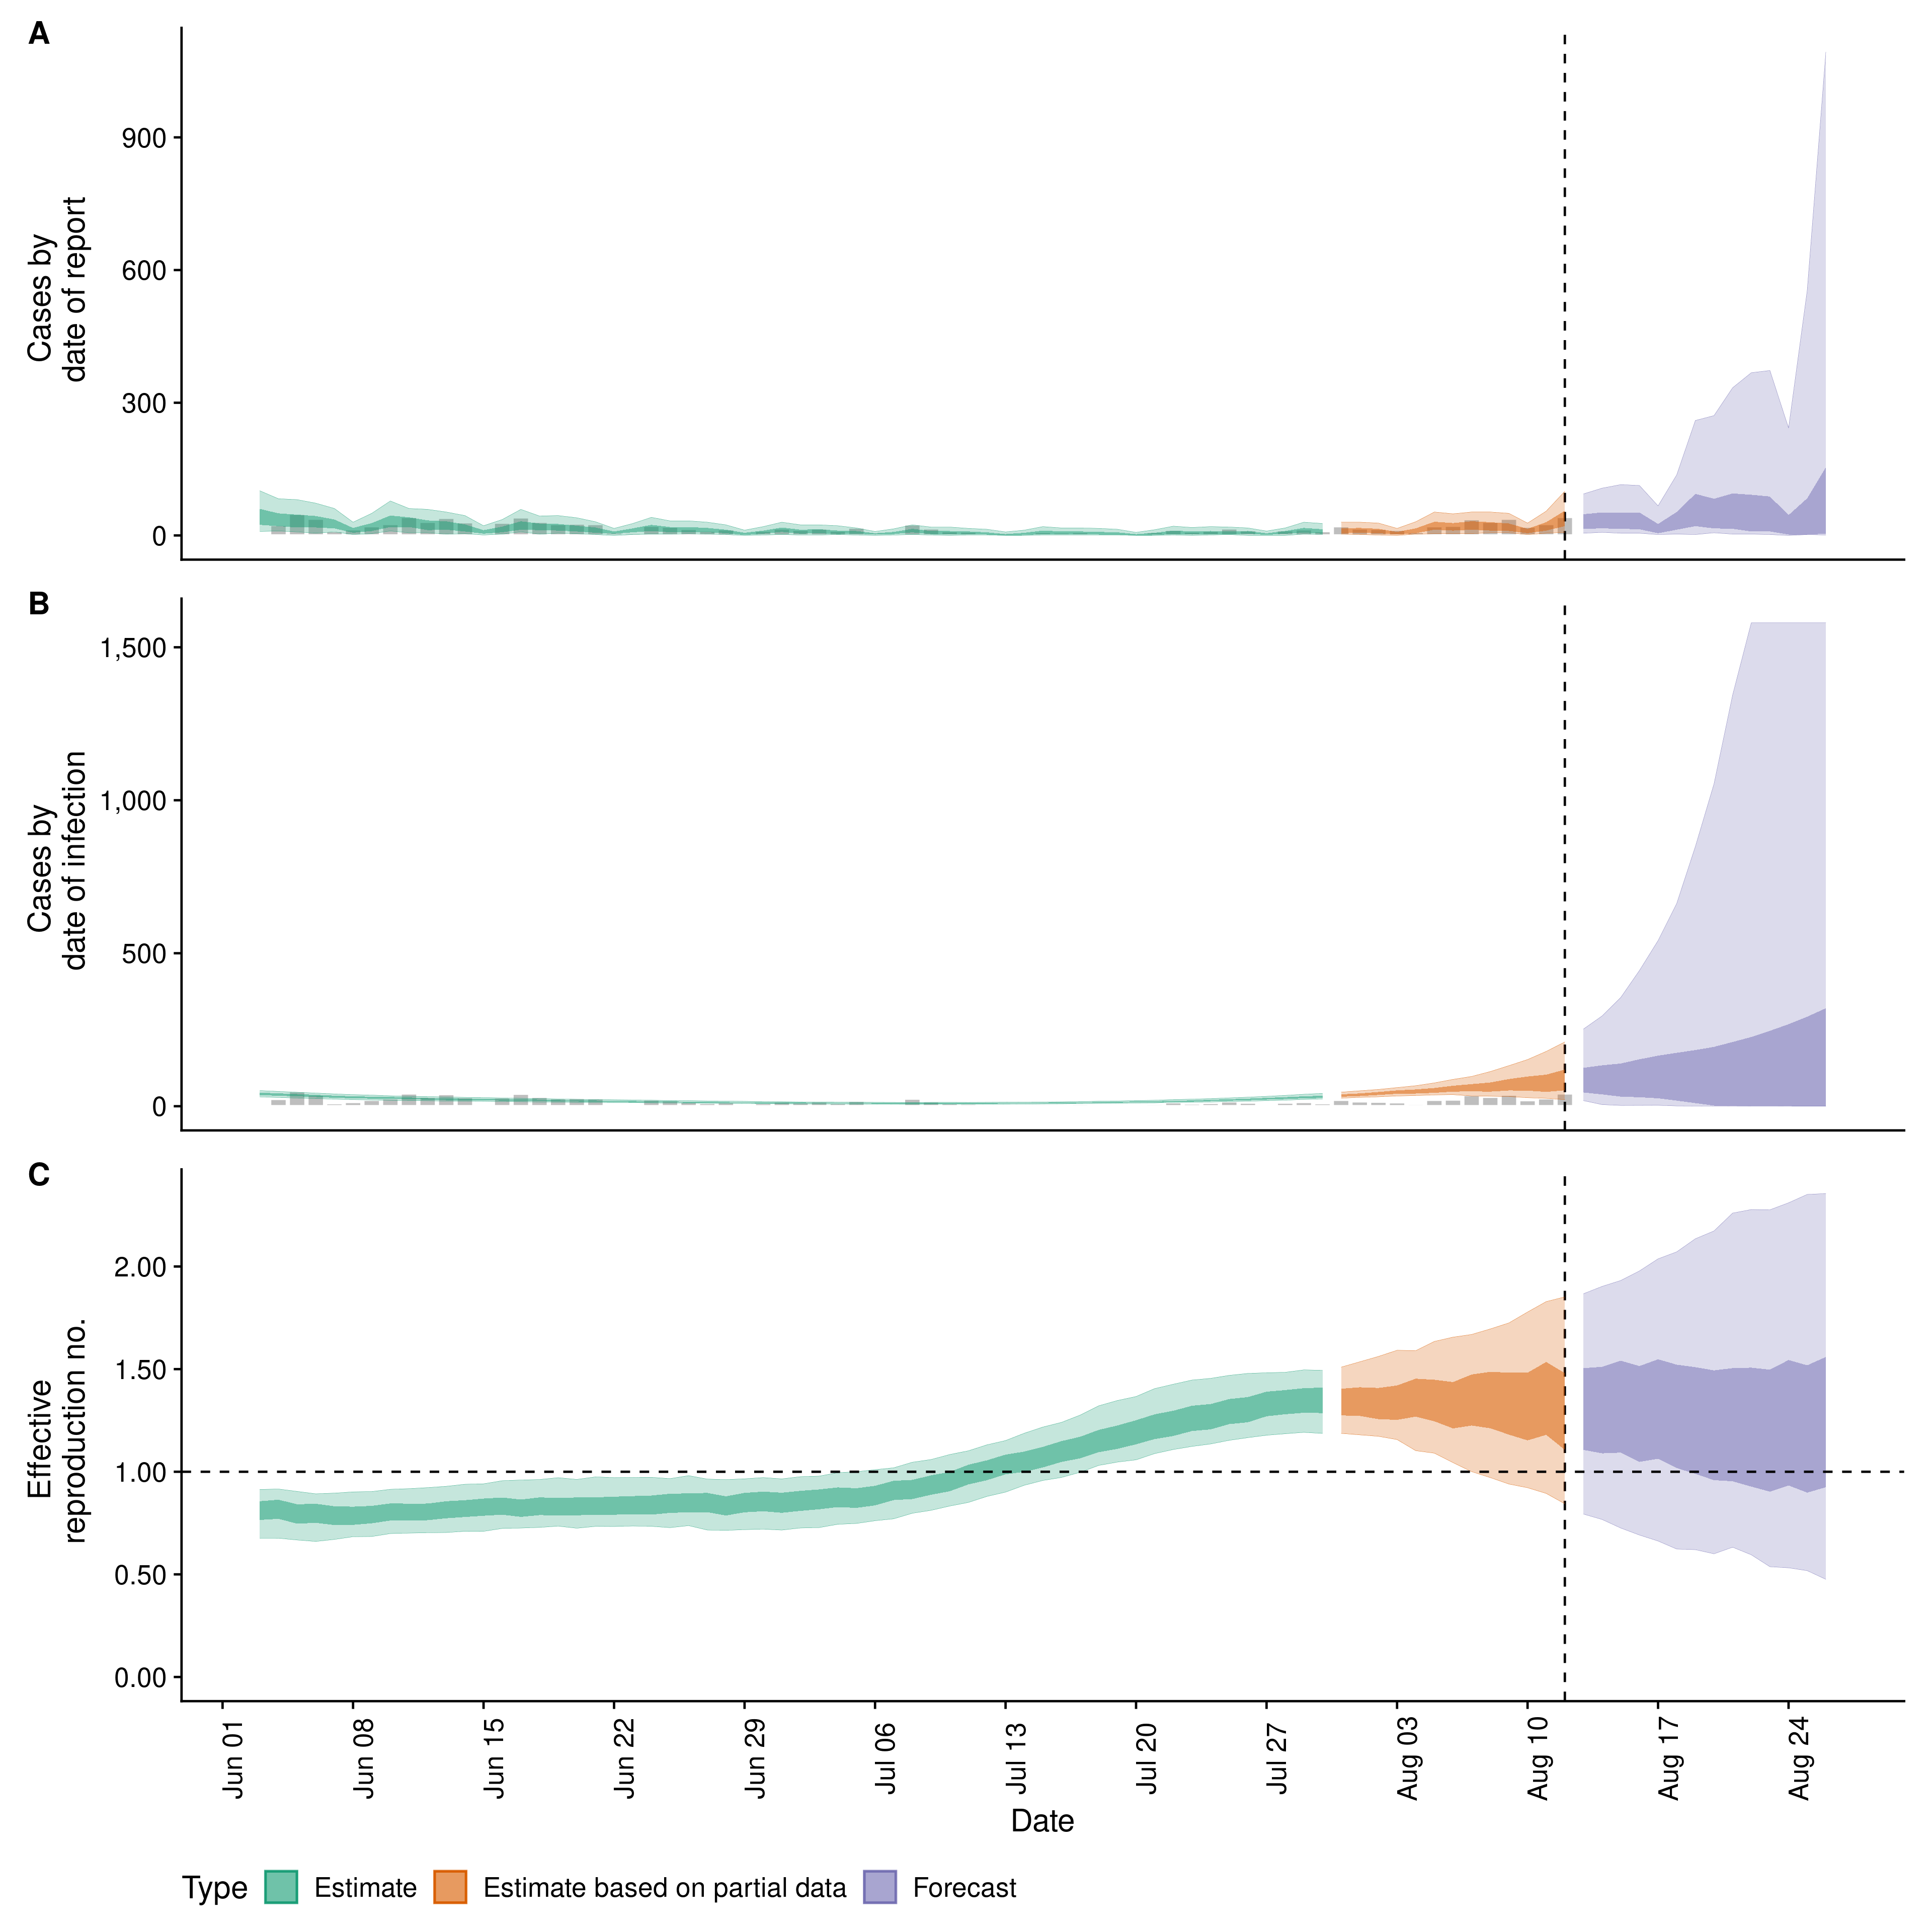 A
Cases by
date of report
900
600
300
0
B
Cases by
date of infection
1,500
1,000
500
0
C
Effective
reproduction no.
2.00
1.50
1.00
0.50
0.00
Jun 01
Jun 08
Jun 15
Jun 22
Jun 29
Jul 06
Jul 13
Jul 20
Jul 27
Aug 03
Aug 10
Aug 17
Aug 24
Date
Type Estimate Estimate based on partial data Forecast